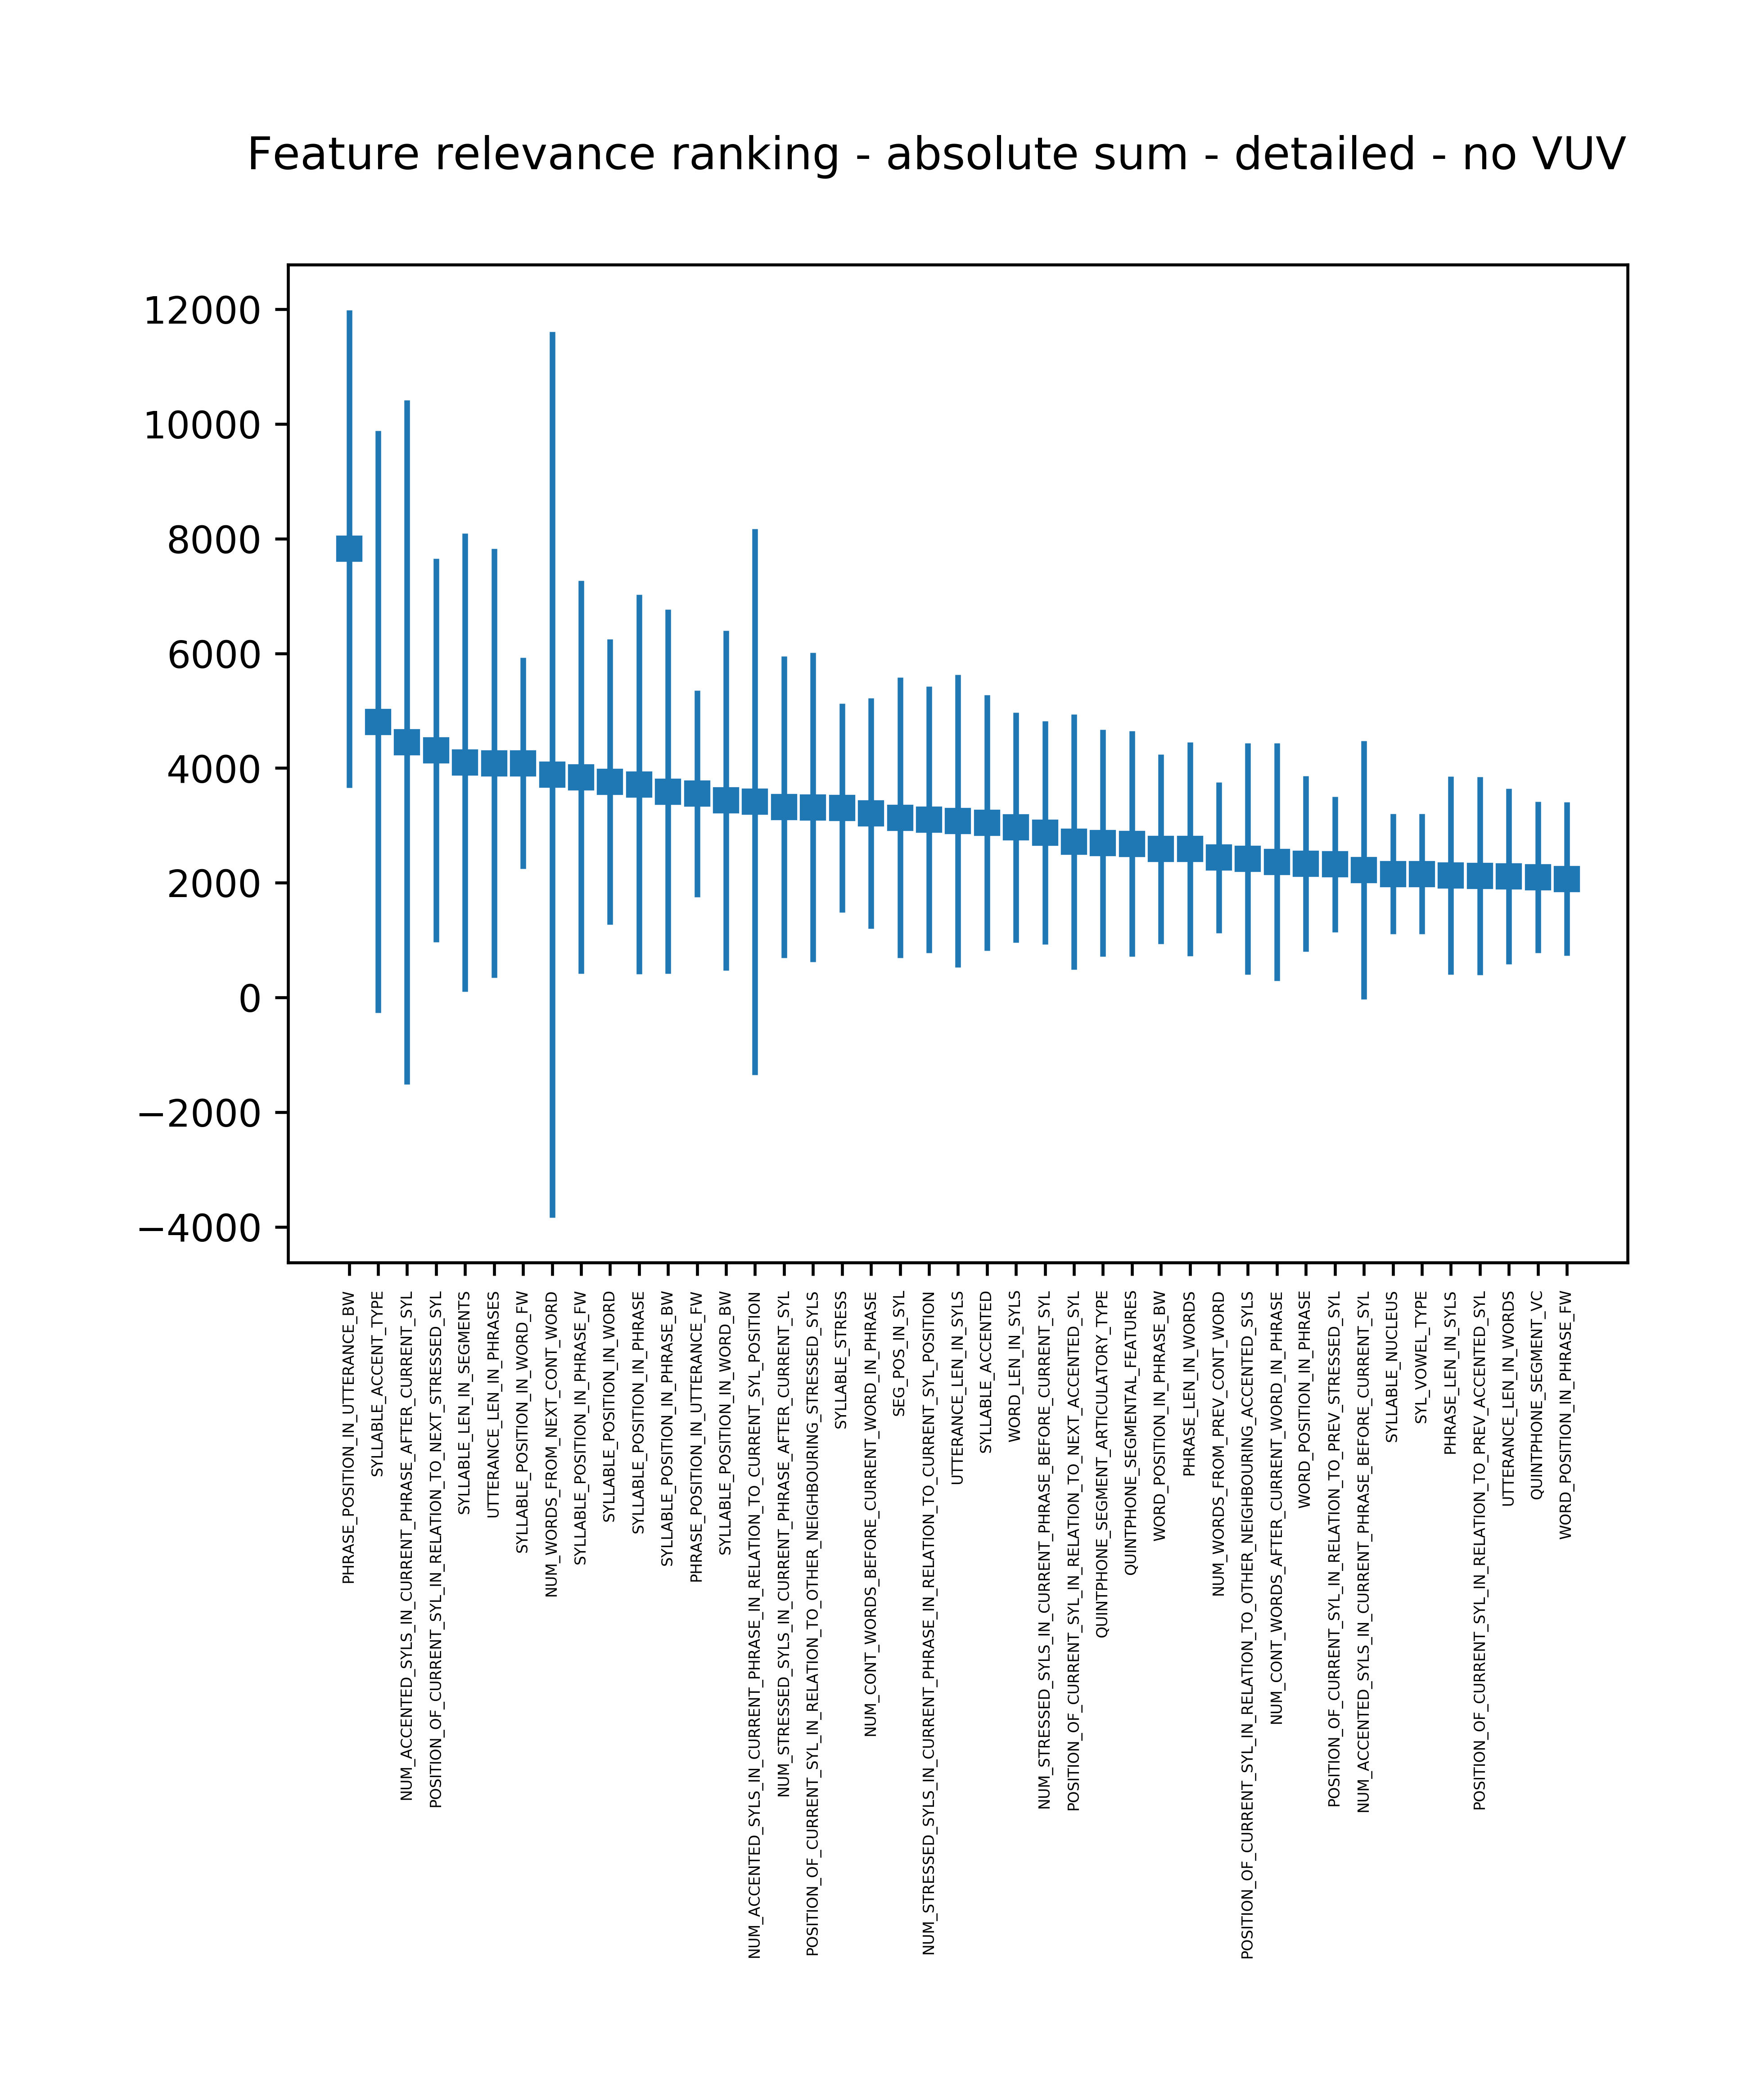 Feature relevance ranking - absolute sum - detailed - no VUV
12000
10000
8000
6000
4000
2000
0
−2000
−4000
PHRASE_POSITION_IN_UTTERANCE_BW
SYLLABLE_ACCENT_TYPE
NUM_ACCENTED_SYLS_IN_CURRENT_PHRASE_AFTER_CURRENT_SYL
POSITION_OF_CURRENT_SYL_IN_RELATION_TO_NEXT_STRESSED_SYL
SYLLABLE_LEN_IN_SEGMENTS
UTTERANCE_LEN_IN_PHRASES
SYLLABLE_POSITION_IN_WORD_FW
NUM_WORDS_FROM_NEXT_CONT_WORD
SYLLABLE_POSITION_IN_PHRASE_FW
SYLLABLE_POSITION_IN_WORD
SYLLABLE_POSITION_IN_PHRASE
SYLLABLE_POSITION_IN_PHRASE_BW
PHRASE_POSITION_IN_UTTERANCE_FW
SYLLABLE_POSITION_IN_WORD_BW
NUM_ACCENTED_SYLS_IN_CURRENT_PHRASE_IN_RELATION_TO_CURRENT_SYL_POSITION
NUM_STRESSED_SYLS_IN_CURRENT_PHRASE_AFTER_CURRENT_SYL
POSITION_OF_CURRENT_SYL_IN_RELATION_TO_OTHER_NEIGHBOURING_STRESSED_SYLS
SYLLABLE_STRESS
NUM_CONT_WORDS_BEFORE_CURRENT_WORD_IN_PHRASE
SEG_POS_IN_SYL
NUM_STRESSED_SYLS_IN_CURRENT_PHRASE_IN_RELATION_TO_CURRENT_SYL_POSITION
UTTERANCE_LEN_IN_SYLS
SYLLABLE_ACCENTED
WORD_LEN_IN_SYLS
NUM_STRESSED_SYLS_IN_CURRENT_PHRASE_BEFORE_CURRENT_SYL
POSITION_OF_CURRENT_SYL_IN_RELATION_TO_NEXT_ACCENTED_SYL
QUINTPHONE_SEGMENT_ARTICULATORY_TYPE
QUINTPHONE_SEGMENTAL_FEATURES
WORD_POSITION_IN_PHRASE_BW
PHRASE_LEN_IN_WORDS
NUM_WORDS_FROM_PREV_CONT_WORD
POSITION_OF_CURRENT_SYL_IN_RELATION_TO_OTHER_NEIGHBOURING_ACCENTED_SYLS
NUM_CONT_WORDS_AFTER_CURRENT_WORD_IN_PHRASE
WORD_POSITION_IN_PHRASE
POSITION_OF_CURRENT_SYL_IN_RELATION_TO_PREV_STRESSED_SYL
NUM_ACCENTED_SYLS_IN_CURRENT_PHRASE_BEFORE_CURRENT_SYL
SYLLABLE_NUCLEUS
SYL_VOWEL_TYPE
PHRASE_LEN_IN_SYLS
POSITION_OF_CURRENT_SYL_IN_RELATION_TO_PREV_ACCENTED_SYL
UTTERANCE_LEN_IN_WORDS
QUINTPHONE_SEGMENT_VC
WORD_POSITION_IN_PHRASE_FW